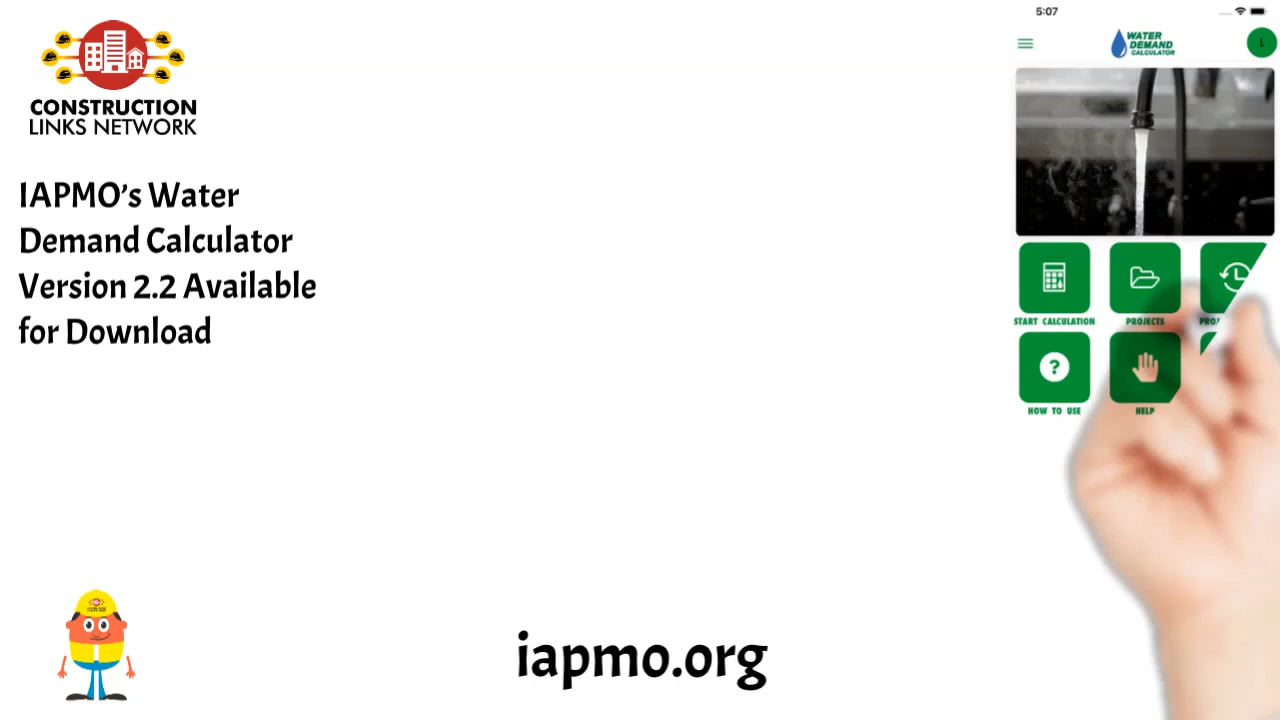 CONSTRUCTION
LINKS NETWORK
IAPMO’s Water
Demand Calculator
Version 2.2 Available
for Download
5:07
WATER
DEMAND
CALCULATOR
L
START CALCULATION
PROJECTS
HOW TO USE
HELP
iapmo.org